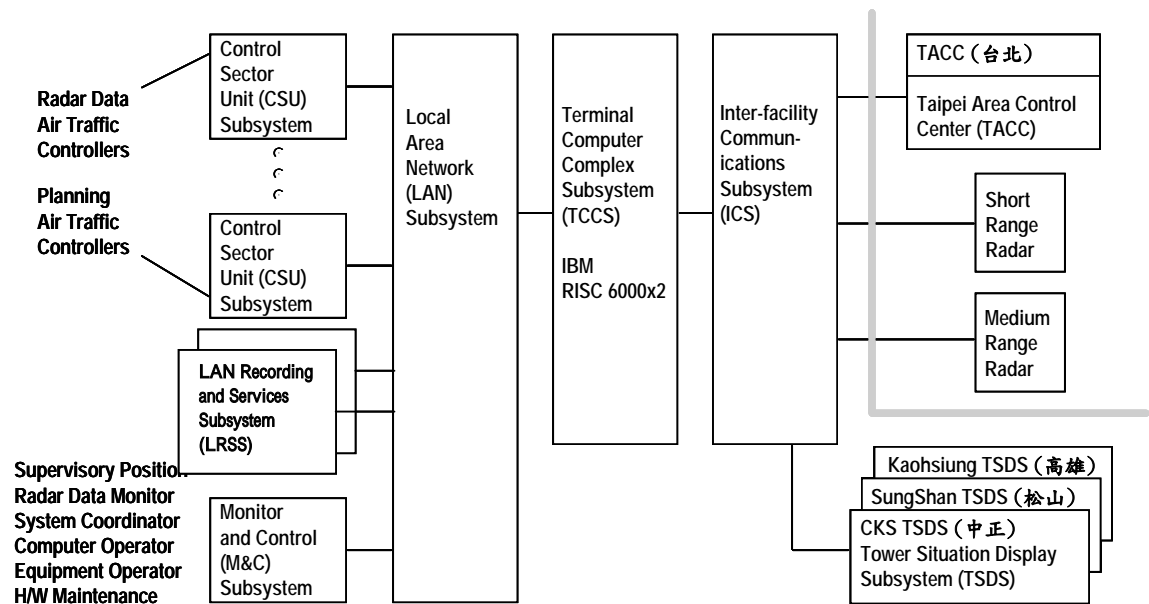 Radar Data
Air Traffic
Controllers
Planning
Air Traffic
Controllers
Control
Sector
Unit (CSU)
Subsystem
Control
Sector
Unit (CSU)
Subsystem
LAN Recording
and Services
Subsystem
(LRSS)
Supervisory Position
Radar Data Monitor
System Coordinator
Computer Operator
Equipment Operator
H/W Maintenance
Monitor
and Control
(M&C)
Subsystem
Local
Area
Network
(LAN)
Subsystem
Terminal
Computer
Complex
Subsystem
(TCCS)
IBM
RISC 6000x2
Inter-facility
Commun-
ications
Subsystem
(ICS)
TACC (台北)
Taipei Area Control
Center (TACC)
Short
Range
Radar
Medium
Range
Radar
Kaohsiung TSDS (高雄)
SungShan TSDS (松山)
CKS TSDS (中正)
Tower Situation Display
Subsystem (TSDS)